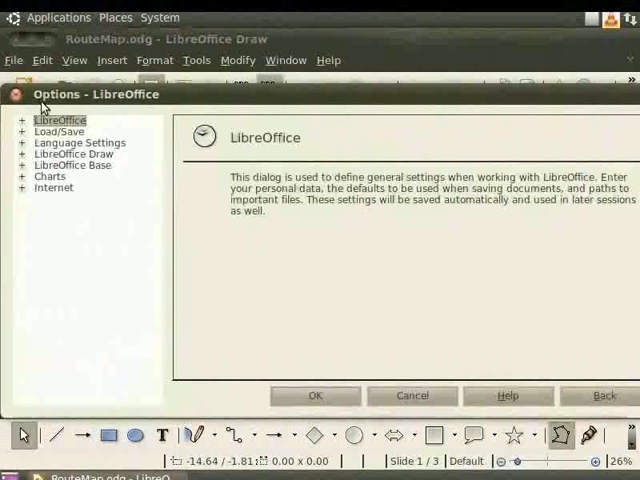 Applications Places System
RouteMap.odg - LibreOffice Draw
File Edit View Insert Format Tools Modify Window Help
Options - LibreOffice
+ LibreOffice
+ Load/Save
+ Language Settings
+ LibreOffice Draw
+ LibreOffice Base
+ Charts
+ Internet
LibreOffice
This dialog is used to define general settings when working with LibreOffice. Enter
your personal data, the defaults to be used when saving documents, and paths to
important files. These settings will be saved automatically and used in later sessions
as well.
OK Cancel Help Back
T
-14.64 / -1.81 0.00 x 0.00 Slide 1 / 3 Default 26%
RouteMap.odg - LibreO